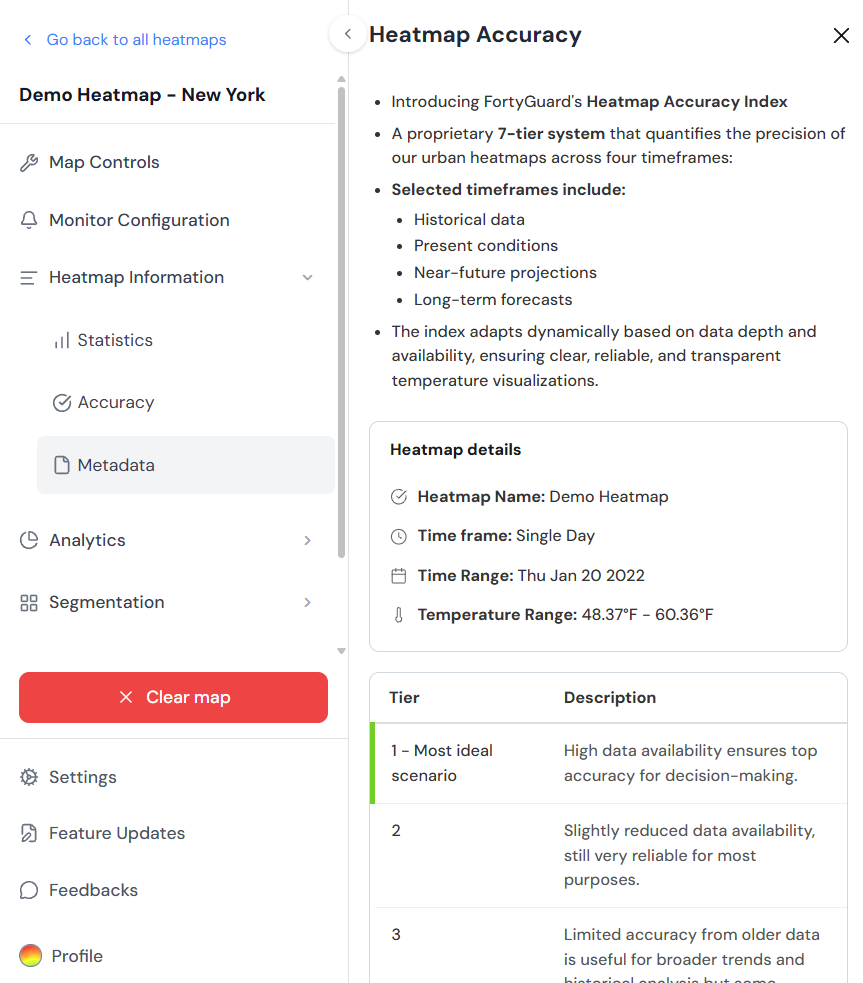 Go back to all heatmaps
Demo Heatmap - New York
Map Controls
Monitor Configuration
Heatmap Information
Statistics
Accuracy
Metadata
Analytics
Segmentation
Clear map
Settings
Feature Updates
Feedbacks
Profile
Heatmap Accuracy
• Introducing FortyGuard's Heatmap Accuracy Index
• A proprietary 7-tier system that quantifies the precision of
our urban heatmaps across four timeframes:
• Selected timeframes include:
• Historical data
• Present conditions
• Near-future projections
• Long-term forecasts
• The index adapts dynamically based on data depth and
availability, ensuring clear, reliable, and transparent
temperature visualizations.
Heatmap details
Heatmap Name: Demo Heatmap
Time frame: Single Day
Time Range: Thu Jan 20 2022
Temperature Range: 48.37°F - 60.36°F
Tier Description
1 - Most ideal High data availability ensures top
scenario accuracy for decision-making.
2 Slightly reduced data availability,
still very reliable for most
purposes.
3 Limited accuracy from older data
is useful for broader trends and
historical analysis but some